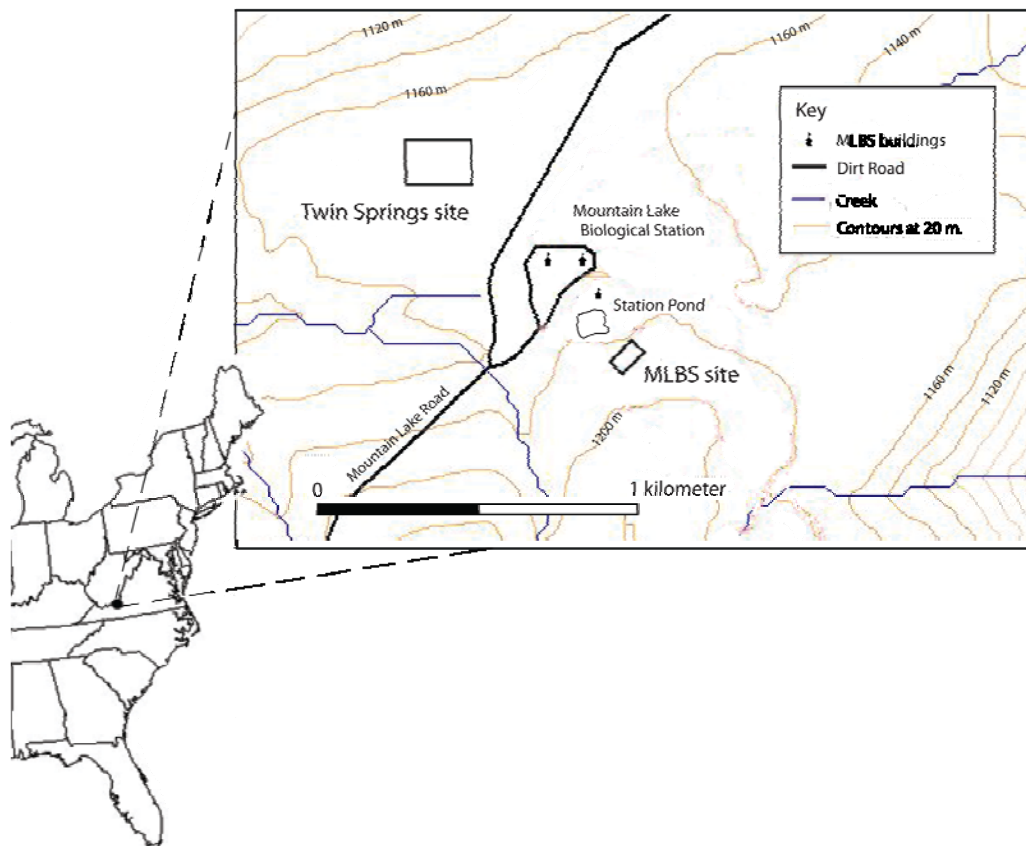 1120 m
1160 m
1160 m
1140 m
Key
buildings
Dirt Road
Creek
Contours at 20 m.
Twin Springs site
Mountain Lake
Biological Station
Station Pond
MLBS site
Mountain Lake Road
1200 m
1160 m
1120 m
0
1 kilometer